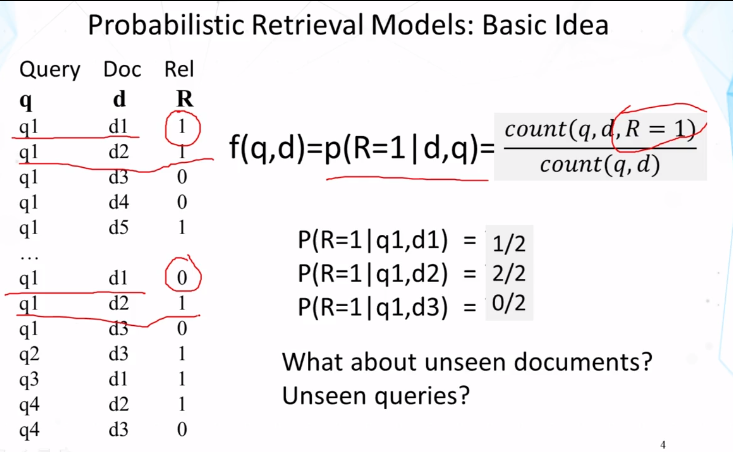 Probabilistic Retrieval Models: Basic Idea
Query Doc Rel
q d R
q1 d1 1
q1 d2 1
q1 d3 0
q1 d4 0
q1 d5 1
...
q1 d1 0
q1 d2 1
q1 d3 0
q2 d3 1
q3 d1 1
q4 d2 1
q4 d3 0
f(q,d)=p(R=1|d,q)= count(q, d, R = 1)
count(q, d)
P(R=1|q1,d1) = 1/2
P(R=1|q1,d2) = 2/2
P(R=1|q1,d3) = 0/2
What about unseen documents?
Unseen queries?
4